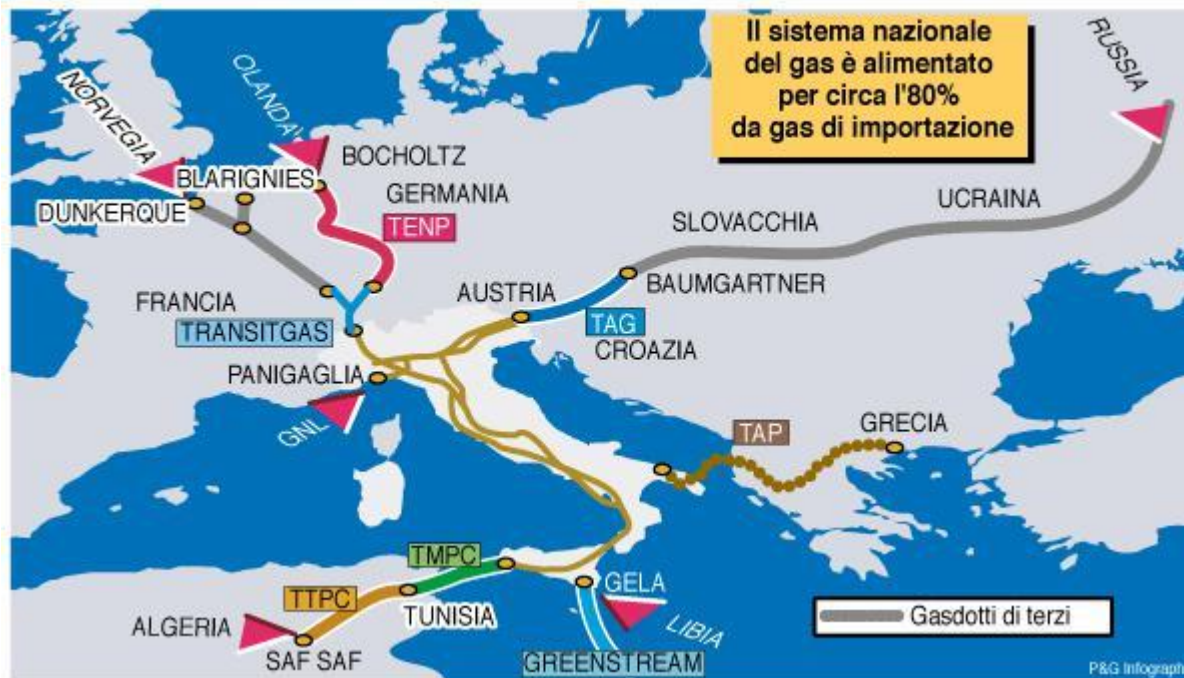 Il sistema nazionale
del gas è alimentato
per circa l'80%
da gas di importazione
RUSSIA
OLANDA
NORVEGIA
BOCHOLTZ
BLARIGNIES
GERMANIA
DUNKERQUE
TENP
UCRAINA
SLOVACCHIA
BAUMGARTNER
FRANCIA
AUSTRIA
TRANSITGAS
TAG
CROAZIA
PANIGAGLIA
GNL
TAP
GRECIA
TMPC
GELA
TTPC
TUNISIA
LIBIA
Gasdotti di terzi
ALGERIA
SAF SAF
GREENSTREAM
P&G Infograph